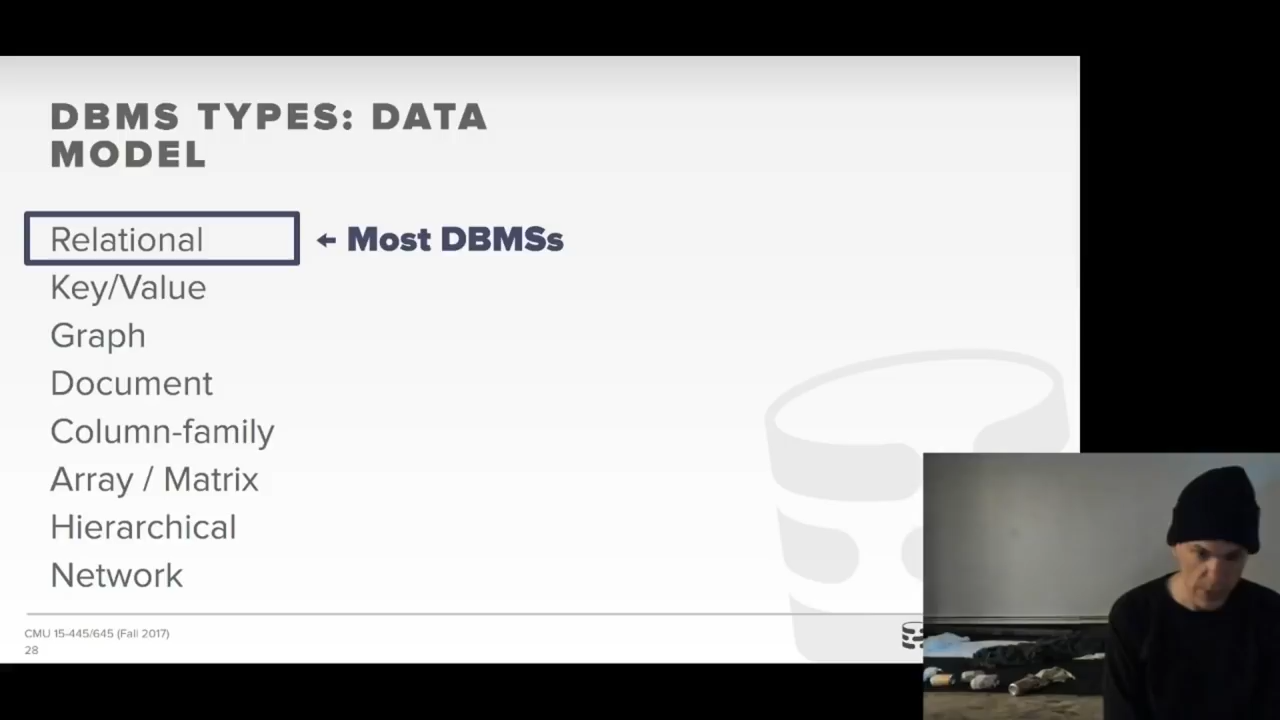 DBMS TYPES: DATA
MODEL
Relational ← Most DBMSs
Key/Value
Graph
Document
Column-family
Array / Matrix
Hierarchical
Network
CMU 15-445/645 (Fall 2017)
28